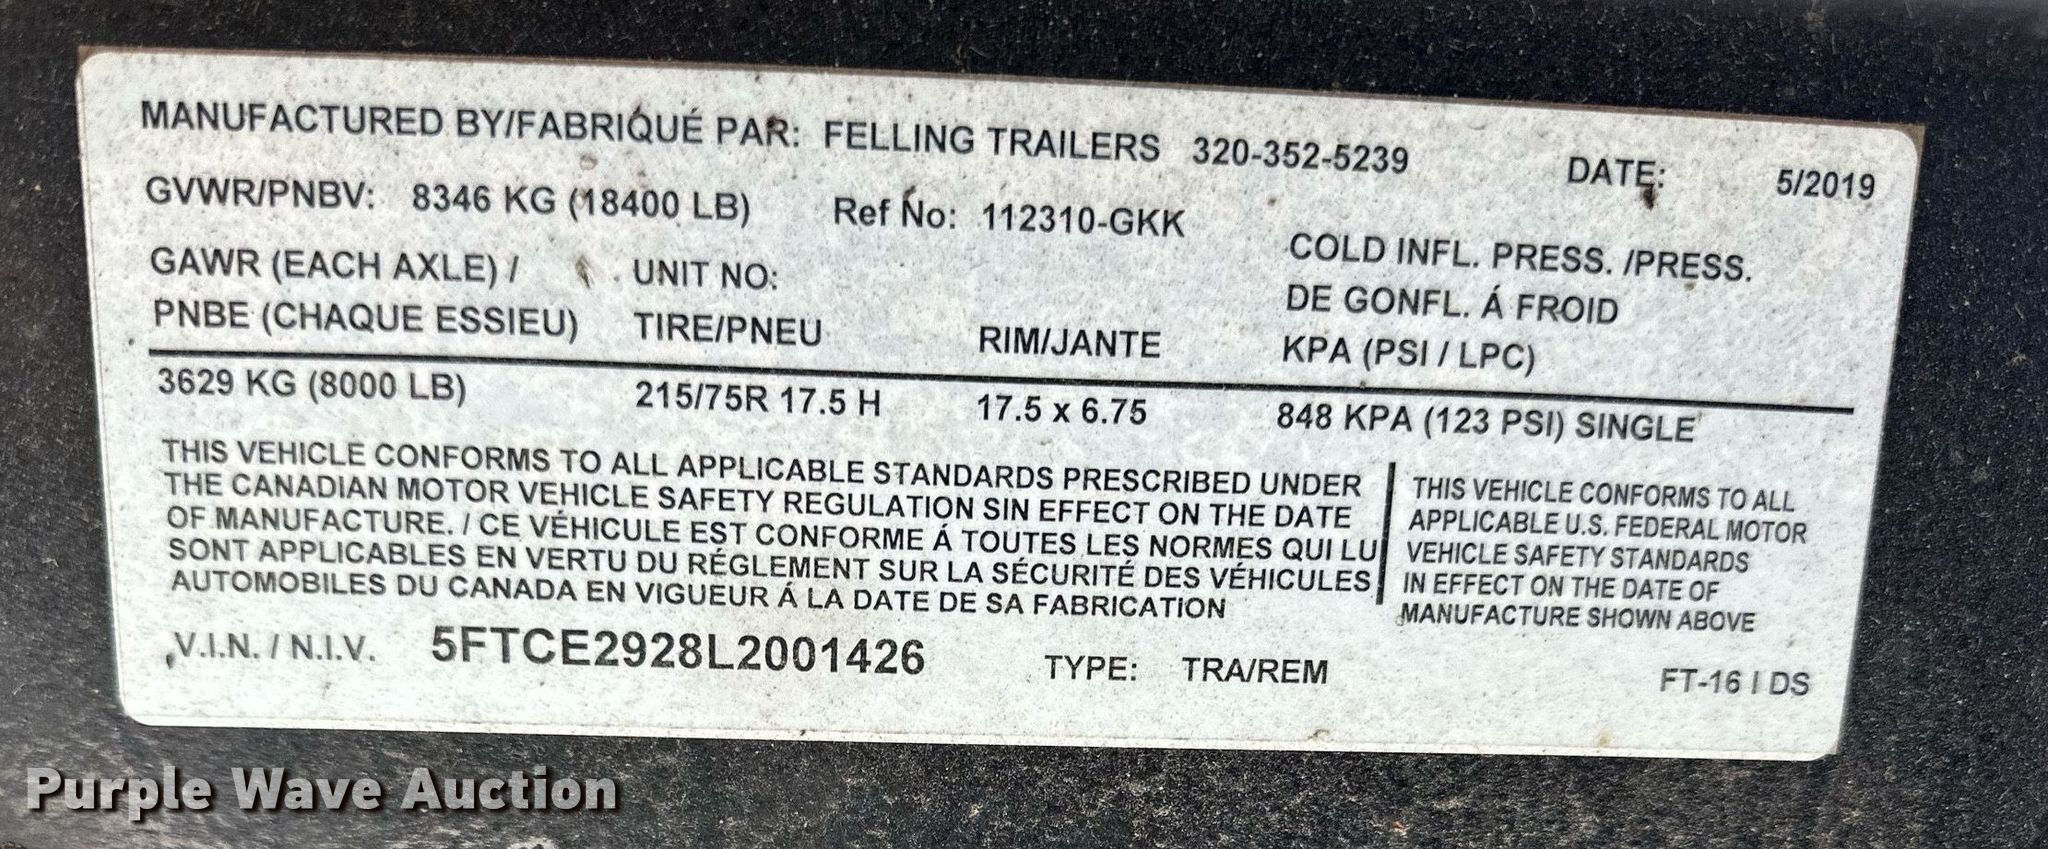 MANUFACTURED BY/FABRIQUÉ PAR: FELLING TRAILERS 320-352-5239 DATE: 5/2019
GVWR/PNBV: 8346 KG (18400 LB) Ref No: 112310-GKK
GAWR (EACH AXLE) / UNIT NO: COLD INFL. PRESS. /PRESS.
DE GONFL. Á FROID
PNBE (CHAQUE ESSIEU) TIRE/PNEU RIM/JANTE KPA (PSI / LPC)
3629 KG (8000 LB) 215/75R 17.5 H 17.5 x 6.75 848 KPA (123 PSI) SINGLE
THIS VEHICLE CONFORMS TO ALL APPLICABLE STANDARDS PRESCRIBED UNDER
THE CANADIAN MOTOR VEHICLE SAFETY REGULATION SIN EFFECT ON THE DATE
OF MANUFACTURE. / CE VÉHICULE EST CONFORME Á TOUTES LES NORMES QUI LU
SONT APPLICABLES EN VERTU DU RÉGLEMENT SUR LA SÉCURITÉ DES VÉHICULES
AUTOMOBILES DU CANADA EN VIGUEUR Á LA DATE DE SA FABRICATION
THIS VEHICLE CONFORMS TO ALL
APPLICABLE U.S. FEDERAL MOTOR
VEHICLE SAFETY STANDARDS
IN EFFECT ON THE DATE OF
MANUFACTURE SHOWN ABOVE
V.I.N. / N.I.V. 5FTCE2928L2001426 TYPE: TRA/REM FT-16 I DS
Purple Wave Auction